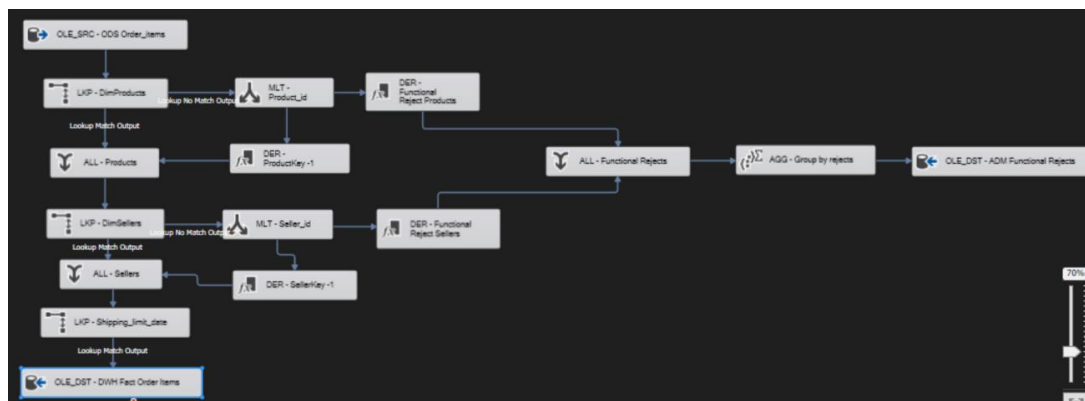 OLE_SRC - ODS Order_items
LKP - DimProducts
Lookup No Match Output
MLT -
Product_id
DER -
Functional
Reject Products
Lookup Match Output
ALL - Products
DER -
ProductKey -1
ALL - Functional Rejects
AGG - Group by rejects
OLE_DST - ADM Functional Rejects
LKP - DimSellers
Lookup No Match Output
MLT - Seller_id
DER - Functional
Reject Sellers
Lookup Match Output
ALL - Sellers
DER - SellerKey -1
70%
LKP - Shipping_limit_date
Lookup Match Output
OLE_DST - DWH Fact Order Items